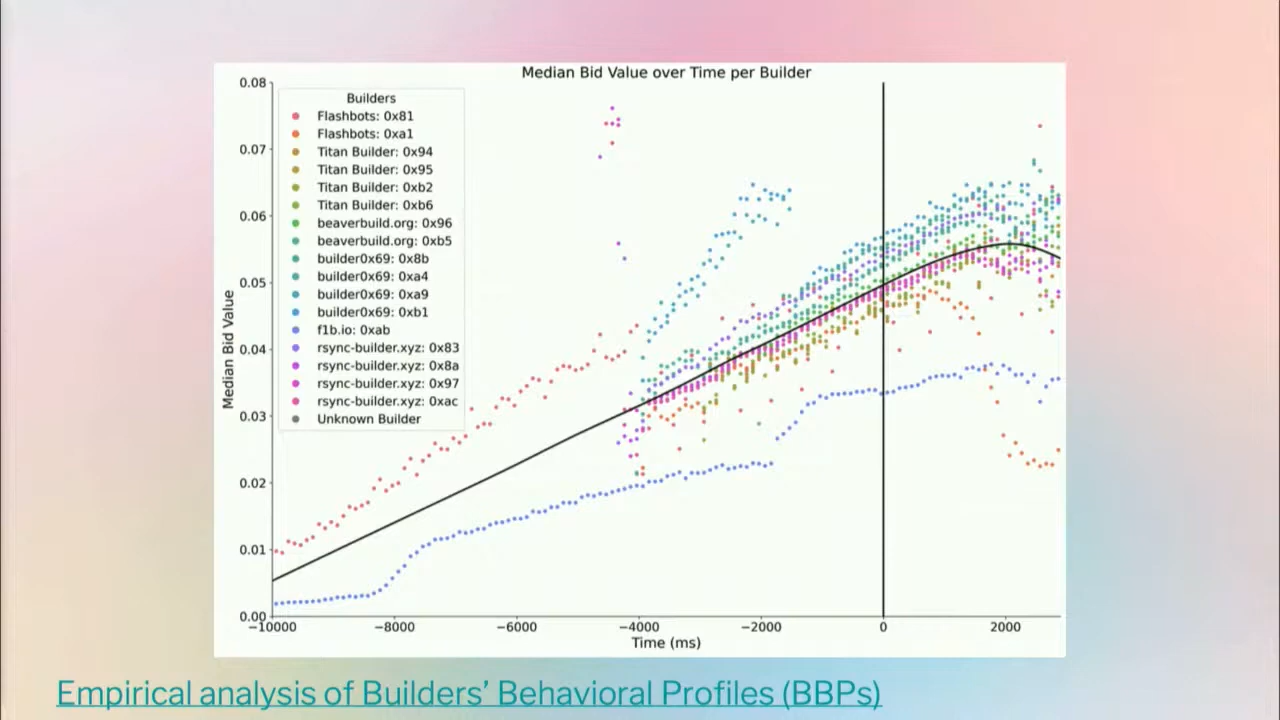 Median Bid Value over Time per Builder
Builders
Flashbots: 0x81
Flashbots: 0xa1
Titan Builder: 0x94
Titan Builder: 0x95
Titan Builder: 0xb2
Titan Builder: 0xb6
beaverbuild.org: 0x96
beaverbuild.org: 0xb5
builder0x69: 0x8b
builder0x69: 0xa4
builder0x69: 0xa9
builder0x69: 0xb1
f1b.io: 0xab
rsync-builder.xyz: 0x83
rsync-builder.xyz: 0x8a
rsync-builder.xyz: 0x97
rsync-builder.xyz: 0xac
Unknown Builder
Median Bid Value
0.08
0.07
0.06
0.05
0.04
0.03
0.02
0.01
0.00
−10000 −8000 −6000 −4000 −2000 0 2000
Time (ms)
Empirical analysis of Builders’ Behavioral Profiles (BBPs)